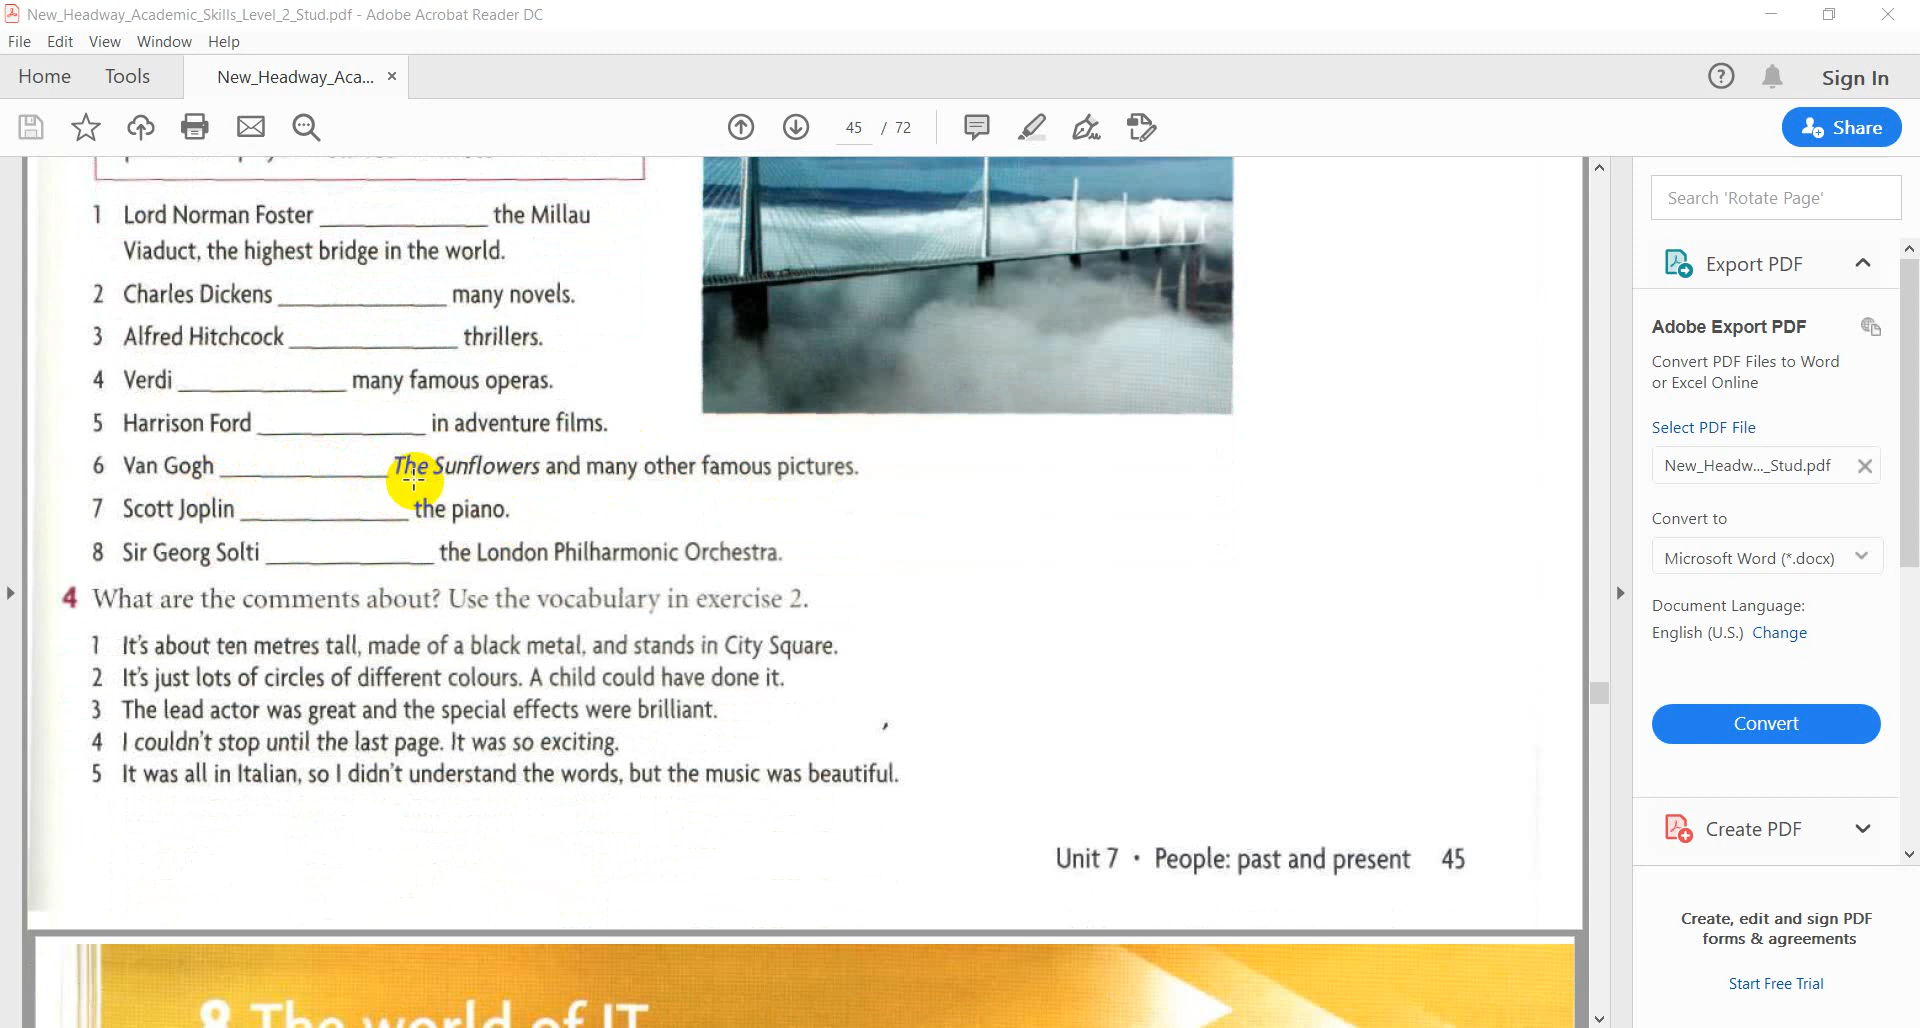 New_Headway_Academic_Skills_Level_2_Stud.pdf - Adobe Acrobat Reader DC
File Edit View Window Help
Home Tools New_Headway_Aca... × Sign In
45 / 72 Share
1 Lord Norman Foster ______________ the Millau
Viaduct, the highest bridge in the world.
2 Charles Dickens ______________ many novels.
3 Alfred Hitchcock ______________ thrillers.
4 Verdi ______________ many famous operas.
5 Harrison Ford ______________ in adventure films.
6 Van Gogh ______________ The Sunflowers and many other famous pictures.
7 Scott Joplin ______________ the piano.
8 Sir Georg Solti ______________ the London Philharmonic Orchestra.
4 What are the comments about? Use the vocabulary in exercise 2.
1 It's about ten metres tall, made of a black metal, and stands in City Square.
2 It's just lots of circles of different colours. A child could have done it.
3 The lead actor was great and the special effects were brilliant.
4 I couldn't stop until the last page. It was so exciting.
5 It was all in Italian, so I didn't understand the words, but the music was beautiful.
Unit 7 • People: past and present 45
8 The world of IT
Search 'Rotate Page'
Export PDF
Adobe Export PDF
Convert PDF Files to Word
or Excel Online
Select PDF File
New_Headw..._Stud.pdf
Convert to
Microsoft Word (*.docx)
Document Language:
English (U.S.) Change
Convert
Create PDF
Create, edit and sign PDF
forms & agreements
Start Free Trial